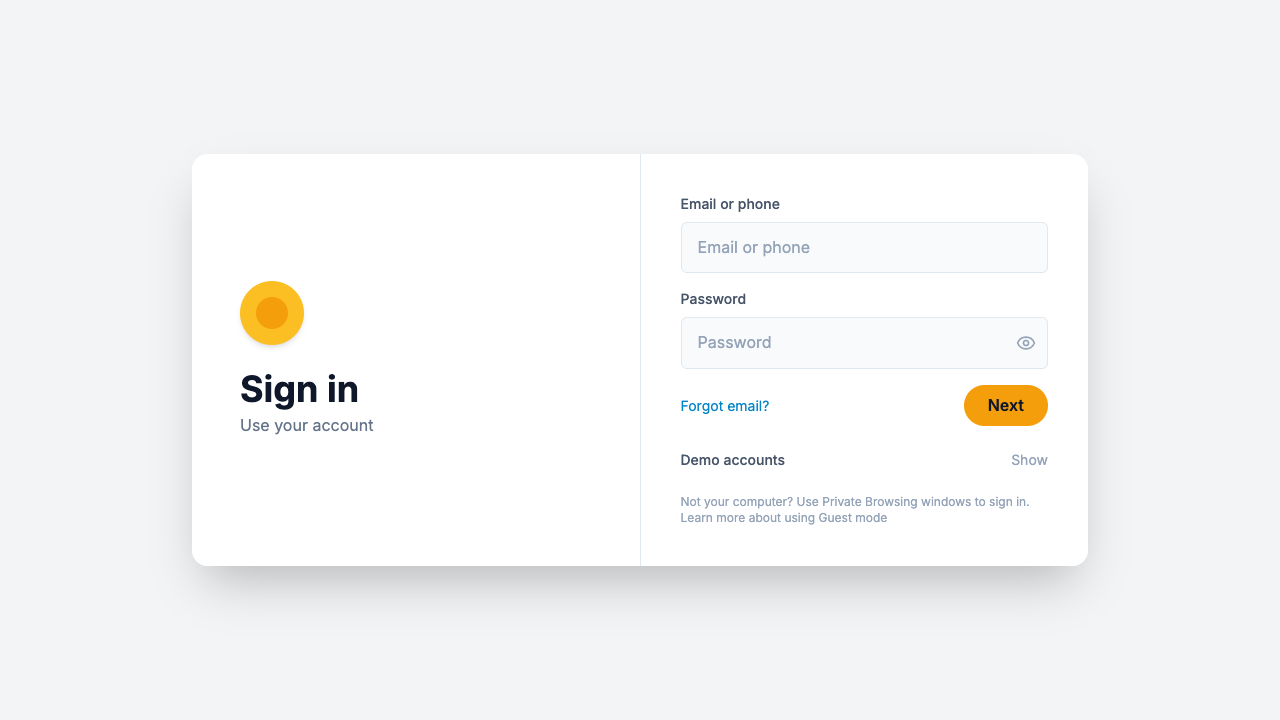 Sign in
Use your account
Email or phone
Email or phone
Password
Password
Forgot email?
Next
Demo accounts
Show
Not your computer? Use Private Browsing windows to sign in.
Learn more about using Guest mode